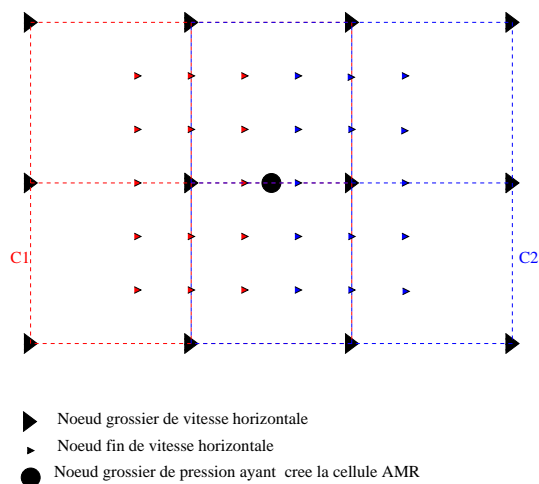 C1
C2
Noeud grossier de vitesse horizontale
Noeud fin de vitesse horizontale
Noeud grossier de pression ayant cree la cellule AMR